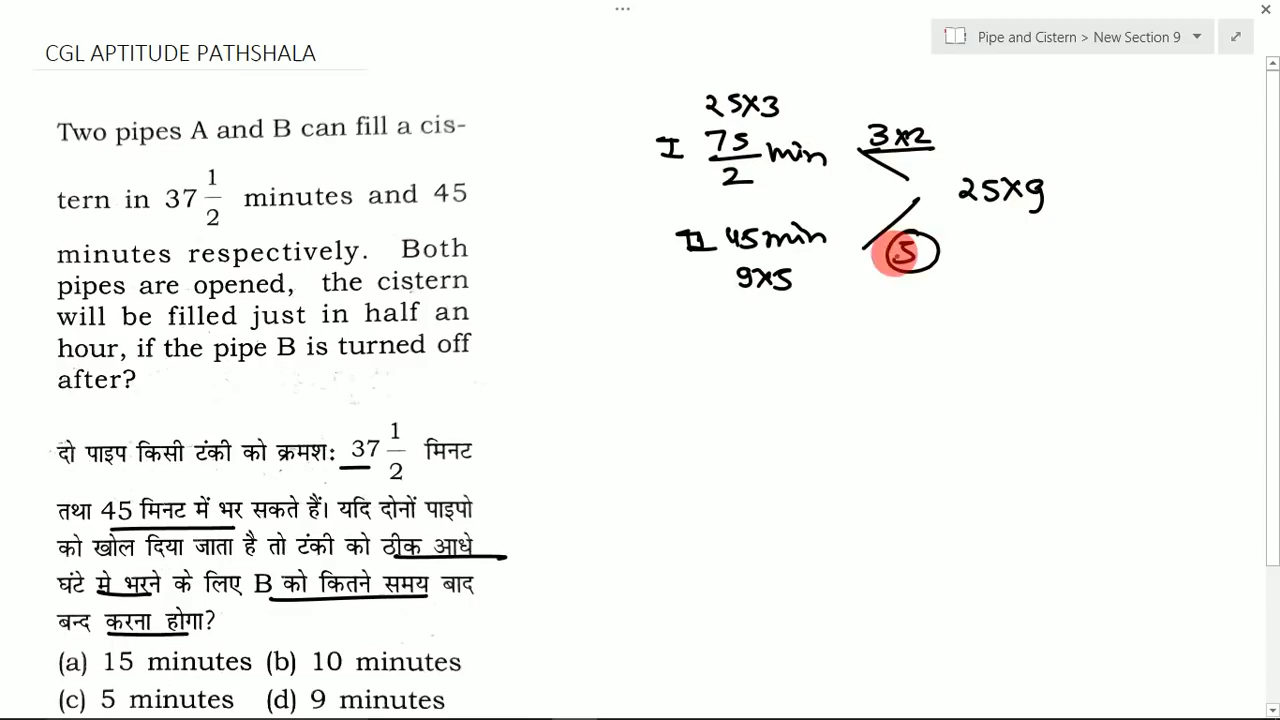 ...
Pipe and Cistern > New Section 9
CGL APTITUDE PATHSHALA
Two pipes A and B can fill a cis-
tern in 37 1/2 minutes and 45
minutes respectively. Both
pipes are opened, the cistern
will be filled just in half an
hour, if the pipe B is turned off
after?
दो पाइप किसी टंकी को क्रमशः 37 1/2 मिनट
तथा 45 मिनट में भर सकते हैं। यदि दोनों पाइपो
को खोल दिया जाता है तो टंकी को ठीक आधे
घंटे मे भरने के लिए B को कितने समय बाद
बन्द करना होगा?
(a) 15 minutes (b) 10 minutes
(c) 5 minutes (d) 9 minutes
25×3
I 75/2 min 3×2
25×9
II 45 min 5
9×5